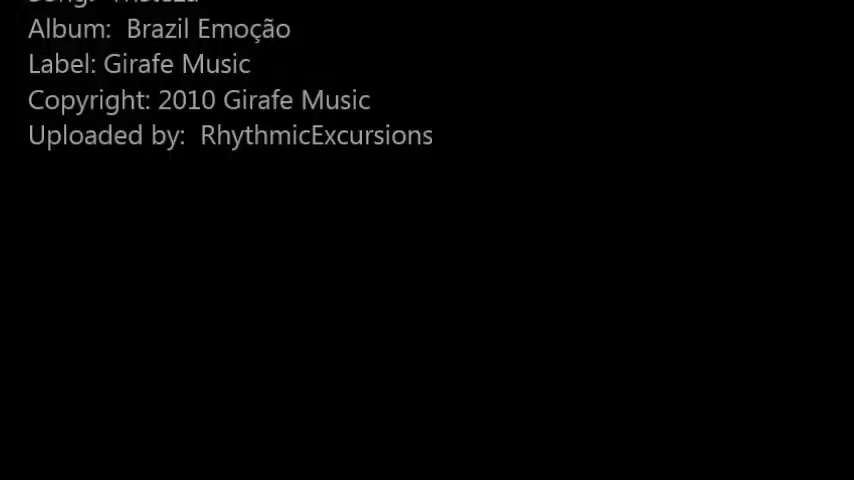 Album: Brazil Emoção
Label: Girafe Music
Copyright: 2010 Girafe Music
Uploaded by: RhythmicExcursions